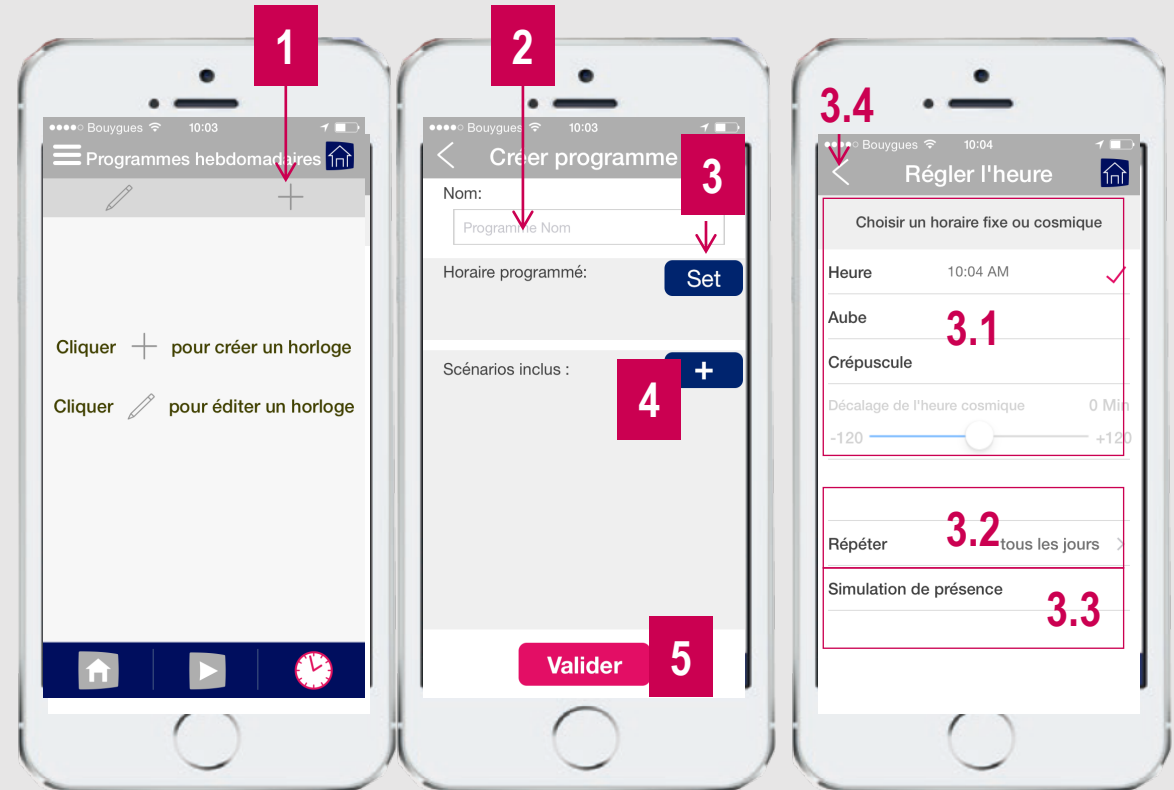 1
Bouygues 10:03
Programmes hebdomadaires
Cliquer pour créer un horloge
Cliquer pour éditer un horloge
2
Bouygues 10:03
Créer programme
3
Nom:
Programme Nom
Horaire programmé:
Set
Scénarios inclus :
+
4
Valider
5
3.4
Bouygues 10:04
Régler l'heure
Choisir un horaire fixe ou cosmique
Heure 10:04 AM
Aube
3.1
Crépuscule
Décalage de l'heure cosmique 0 Min
-120 +120
3.2
Répéter tous les jours
Simulation de présence
3.3